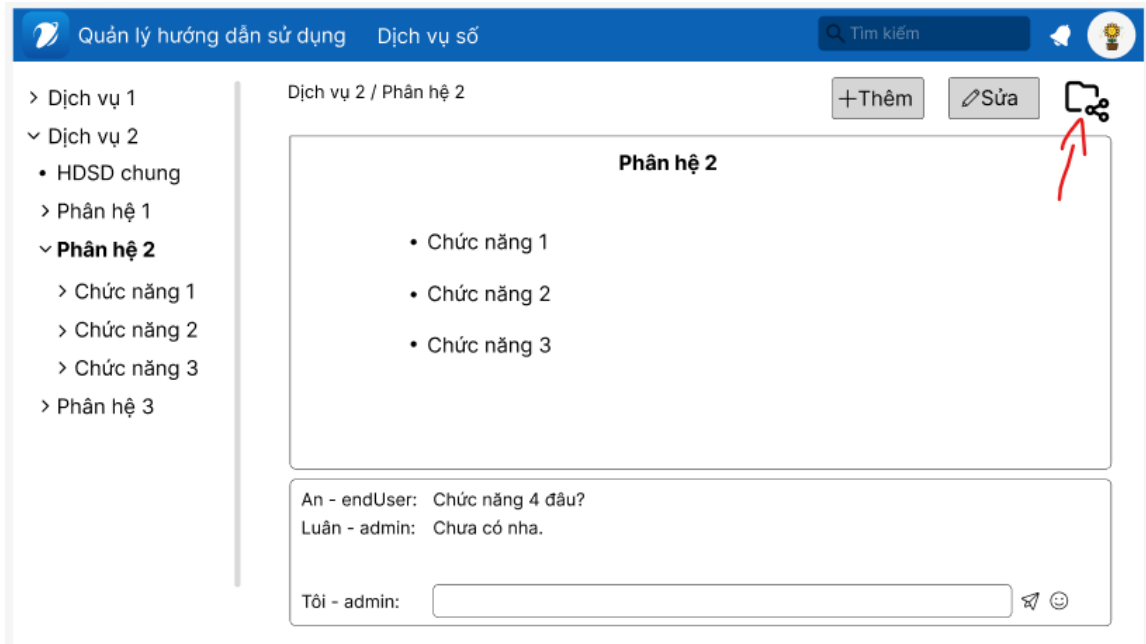 Quản lý hướng dẫn sử dụng Dịch vụ số Tìm kiếm
Dịch vụ 1
Dịch vụ 2
HDSD chung
Phân hệ 1
Phân hệ 2
Chức năng 1
Chức năng 2
Chức năng 3
Phân hệ 3
Dịch vụ 2 / Phân hệ 2
+Thêm
Sửa
Phân hệ 2
• Chức năng 1
• Chức năng 2
• Chức năng 3
An - endUser: Chức năng 4 đâu?
Luân - admin: Chưa có nha.
Tôi - admin: